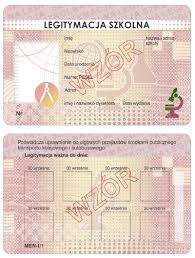 LEGITYMACJA SZKOLNA
Nazwa i adres szkoły
Imię
Nazwisko
Data urodzenia
Numer PESEL
Adres
Imię i nazwisko dyrektora
Data wydania
Nr
WZÓR
Poświadcza uprawnienie do ulgowych przejazdów środkami publicznego
transportu kolejowego i autobusowego
Legitymacja ważna do dnia:
30 września 30 września 30 września 30 września
30 września 30 września 30 września 30 września
WZÓR
MEN-I/1